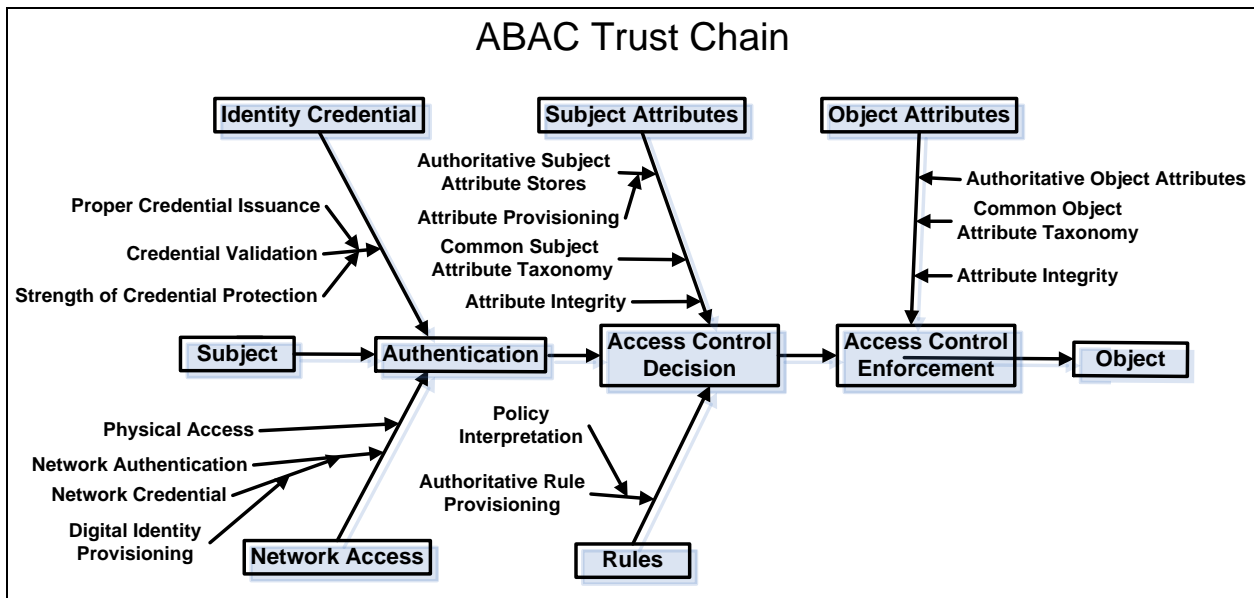 ABAC Trust Chain
Identity Credential
Subject Attributes
Object Attributes
Authoritative Subject
Attribute Stores
Attribute Provisioning
Common Subject
Attribute Taxonomy
Attribute Integrity
Authoritative Object Attributes
Common Object
Attribute Taxonomy
Attribute Integrity
Proper Credential Issuance
Credential Validation
Strength of Credential Protection
Subject
Authentication
Access Control
Decision
Access Control
Enforcement
Object
Physical Access
Network Authentication
Network Credential
Digital Identity
Provisioning
Policy
Interpretation
Authoritative Rule
Provisioning
Network Access
Rules